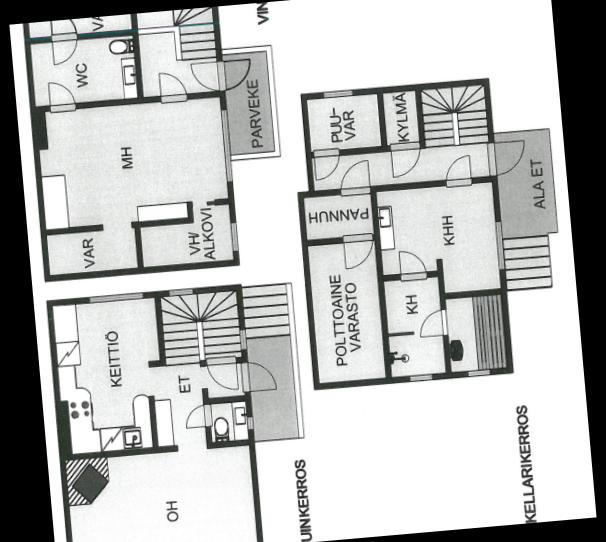 VA
VIN
WC
MH
PARVEKE
VAR
VH/
ALKOVI
KEITTIÖ
ET
OH
UINKERROS
PUU-
VAR
KYLMÄ
PANNUH
KHH
ALA ET
POLTTOAINE
VARASTO
KH
KELLARIKERROS